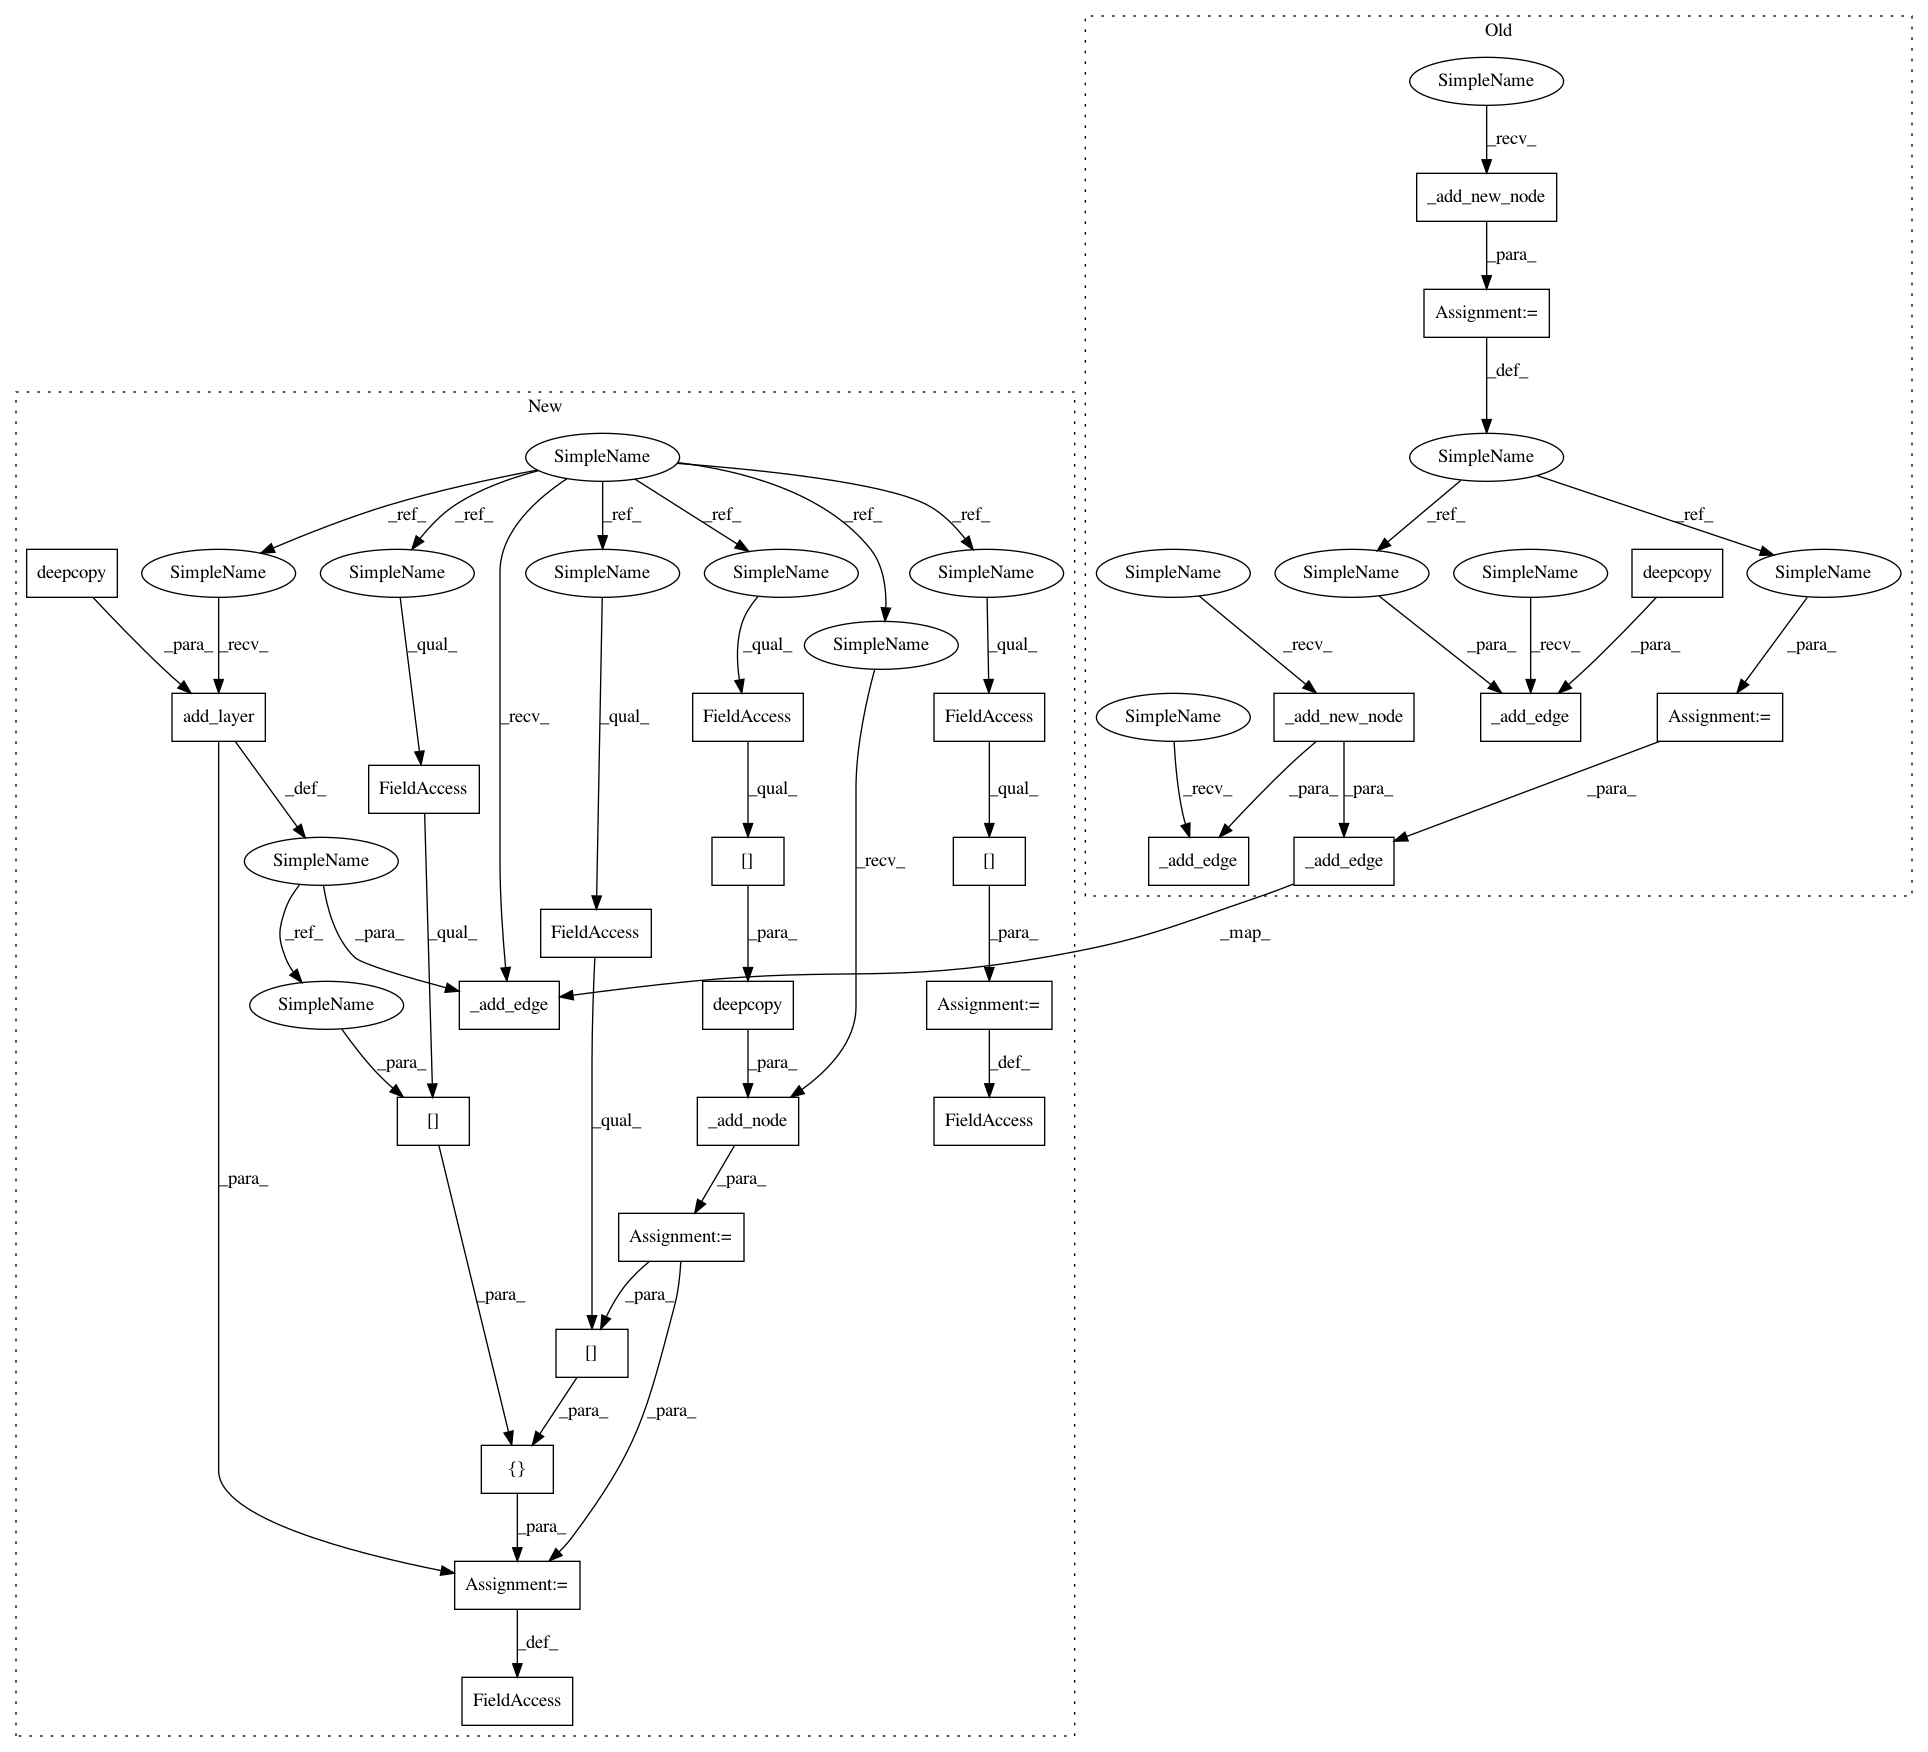 Old
SimpleName
_recv_
_add_new_node
_para_
Assignment:=
_def_
SimpleName
_ref_ _ref_
SimpleName SimpleName SimpleName deepcopy SimpleName
_recv_ _para_ _recv_ _para_ _para_
SimpleName _add_new_node _add_edge Assignment:=
_recv_ _para_ _para_ _para_
_add_edge _add_edge
_map_
New
SimpleName
_ref_ _ref_ _ref_ _ref_ _ref_ _ref_
deepcopy SimpleName SimpleName SimpleName SimpleName SimpleName
_para_ _recv_ _qual_ _qual_ SimpleName _qual_
add_layer _recv_ _qual_ FieldAccess FieldAccess
_def_ FieldAccess _qual_ _qual_
SimpleName [] _recv_ []
_ref_ _para_ _qual_ FieldAccess _para_ _para_
SimpleName _add_edge deepcopy Assignment:=
_para_ _para_ _def_
[] _qual_ _add_node FieldAccess
_para_ _para_
Assignment:=
_para_ _para_
[]
_para_ _para_
{}
_para_
Assignment:=
_def_
FieldAccess